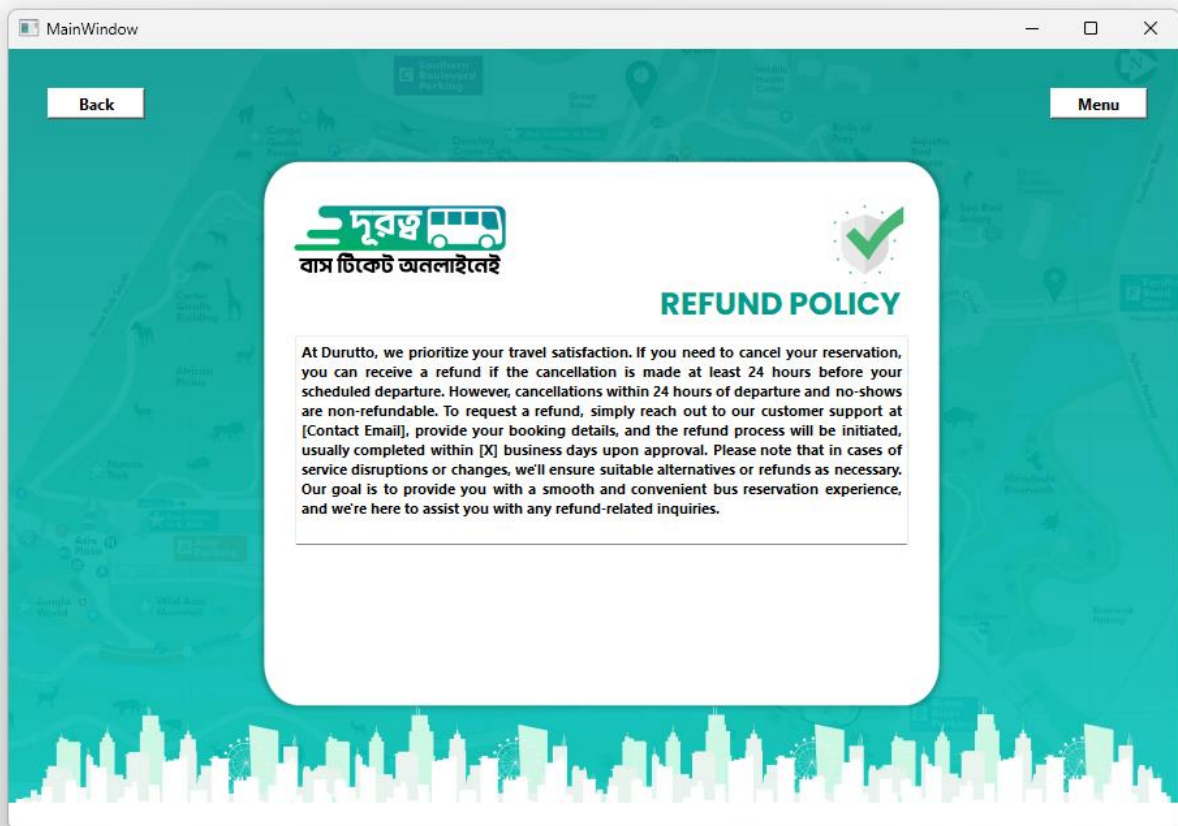 MainWindow
Back
Menu
দূরত্ব
বাস টিকেট অনলাইনেই
REFUND POLICY
At Durutto, we prioritize your travel satisfaction. If you need to cancel your reservation,
you can receive a refund if the cancellation is made at least 24 hours before your
scheduled departure. However, cancellations within 24 hours of departure and no-shows
are non-refundable. To request a refund, simply reach out to our customer support at
[Contact Email], provide your booking details, and the refund process will be initiated,
usually completed within [X] business days upon approval. Please note that in cases of
service disruptions or changes, we'll ensure suitable alternatives or refunds as necessary.
Our goal is to provide you with a smooth and convenient bus reservation experience,
and we're here to assist you with any refund-related inquiries.